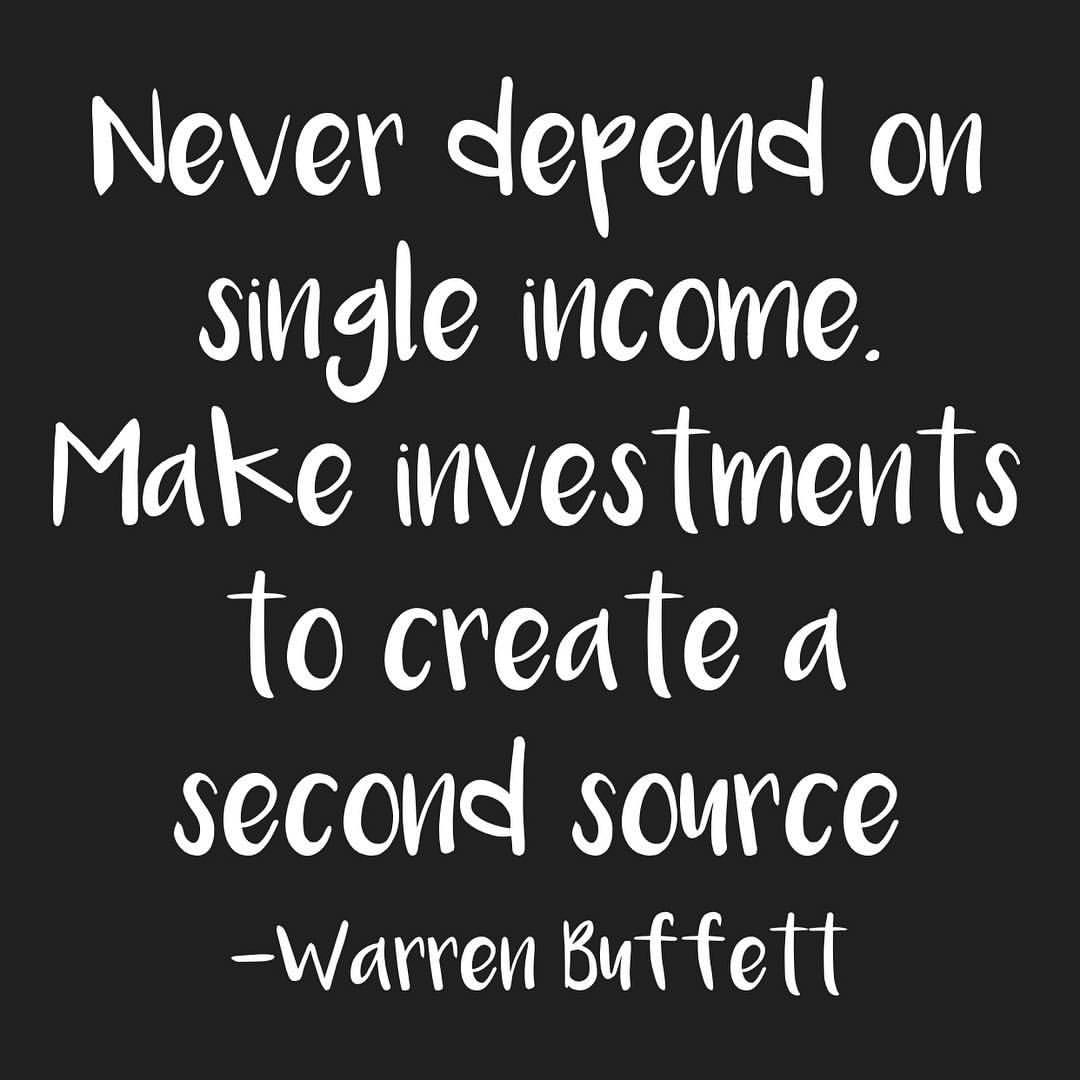 Never depend on
single income.
Make investments
to create a
second source
-Warren Buffett